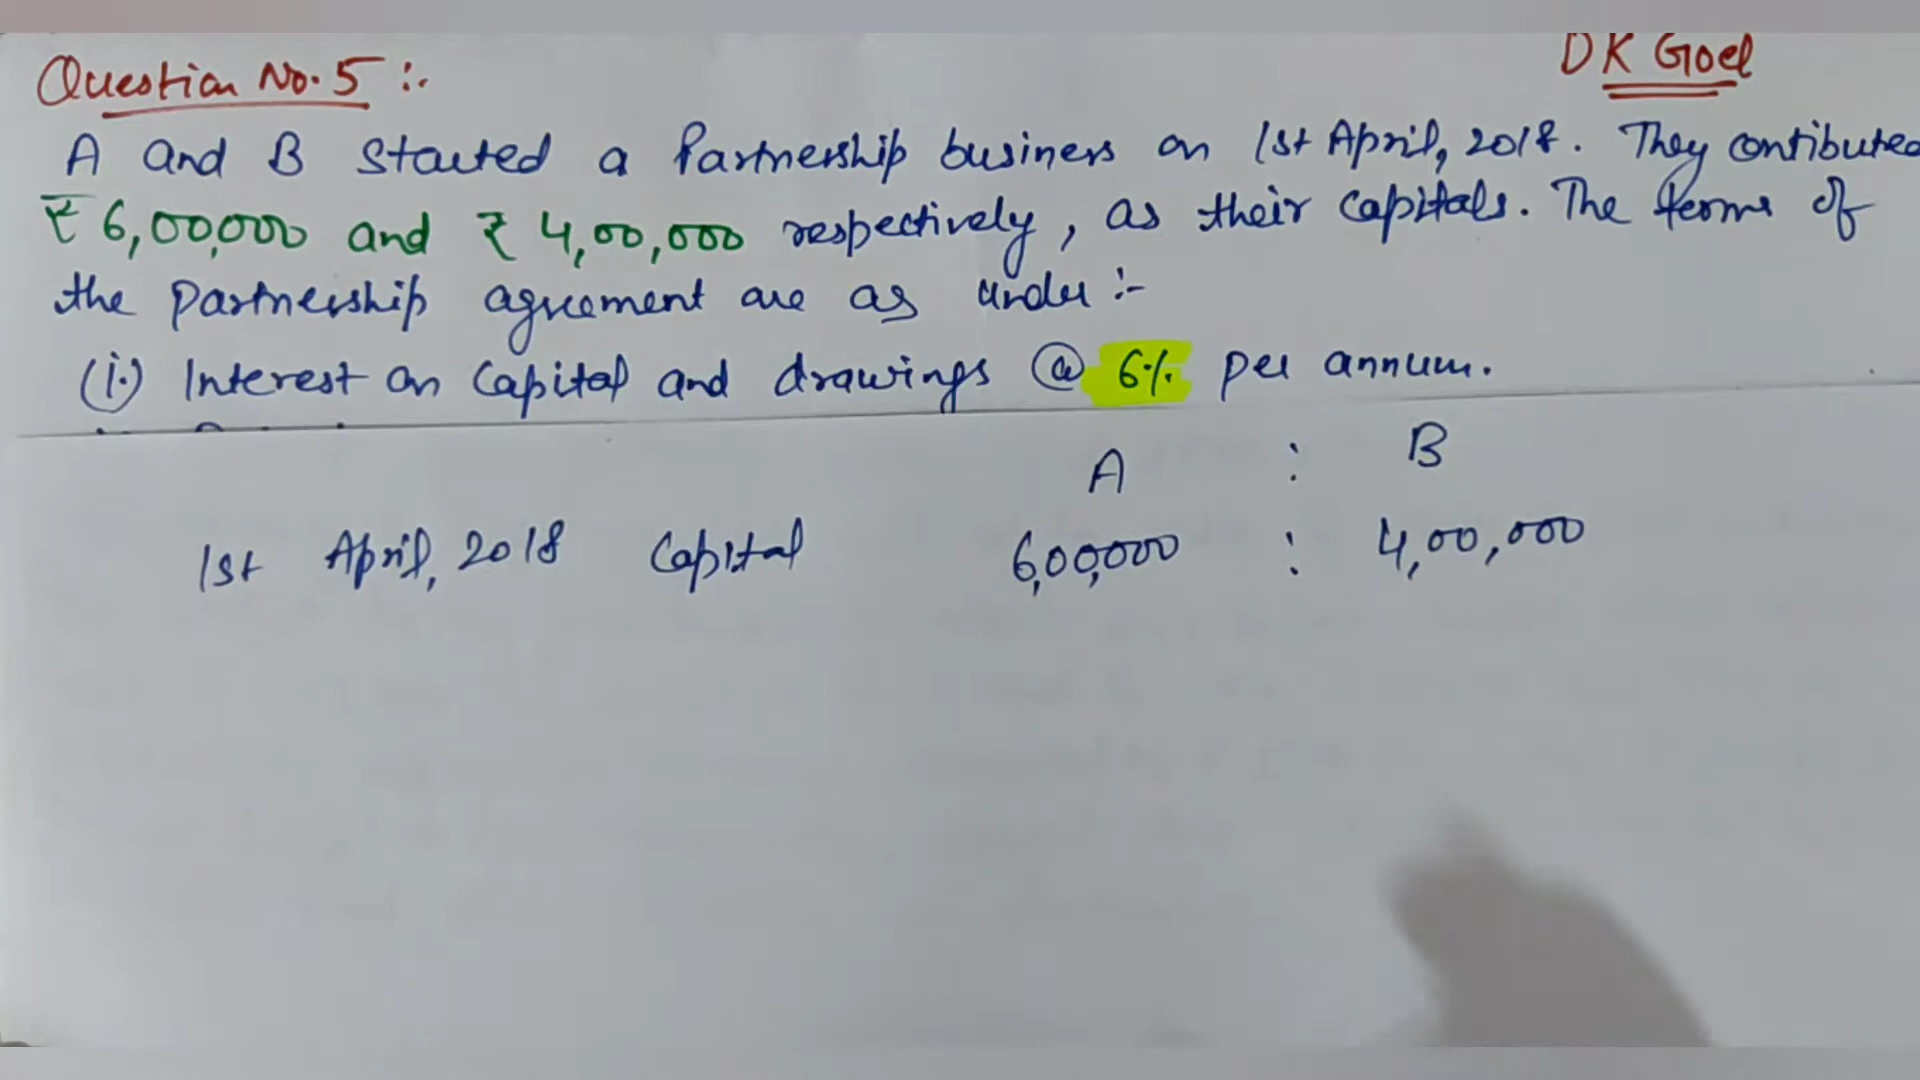 Question No. 5 :-
DK Goel
A and B started a Partnership business on 1st April, 2018. They contibuted
₹ 6,00,000 and ₹ 4,00,000 respectively, as their capitals. The terms of
the partnership agreement are as under :-
(i.) Interest on capital and drawings @ 6% per annum.
A : B
1st April, 2018 Capital 6,00,000 : 4,00,000